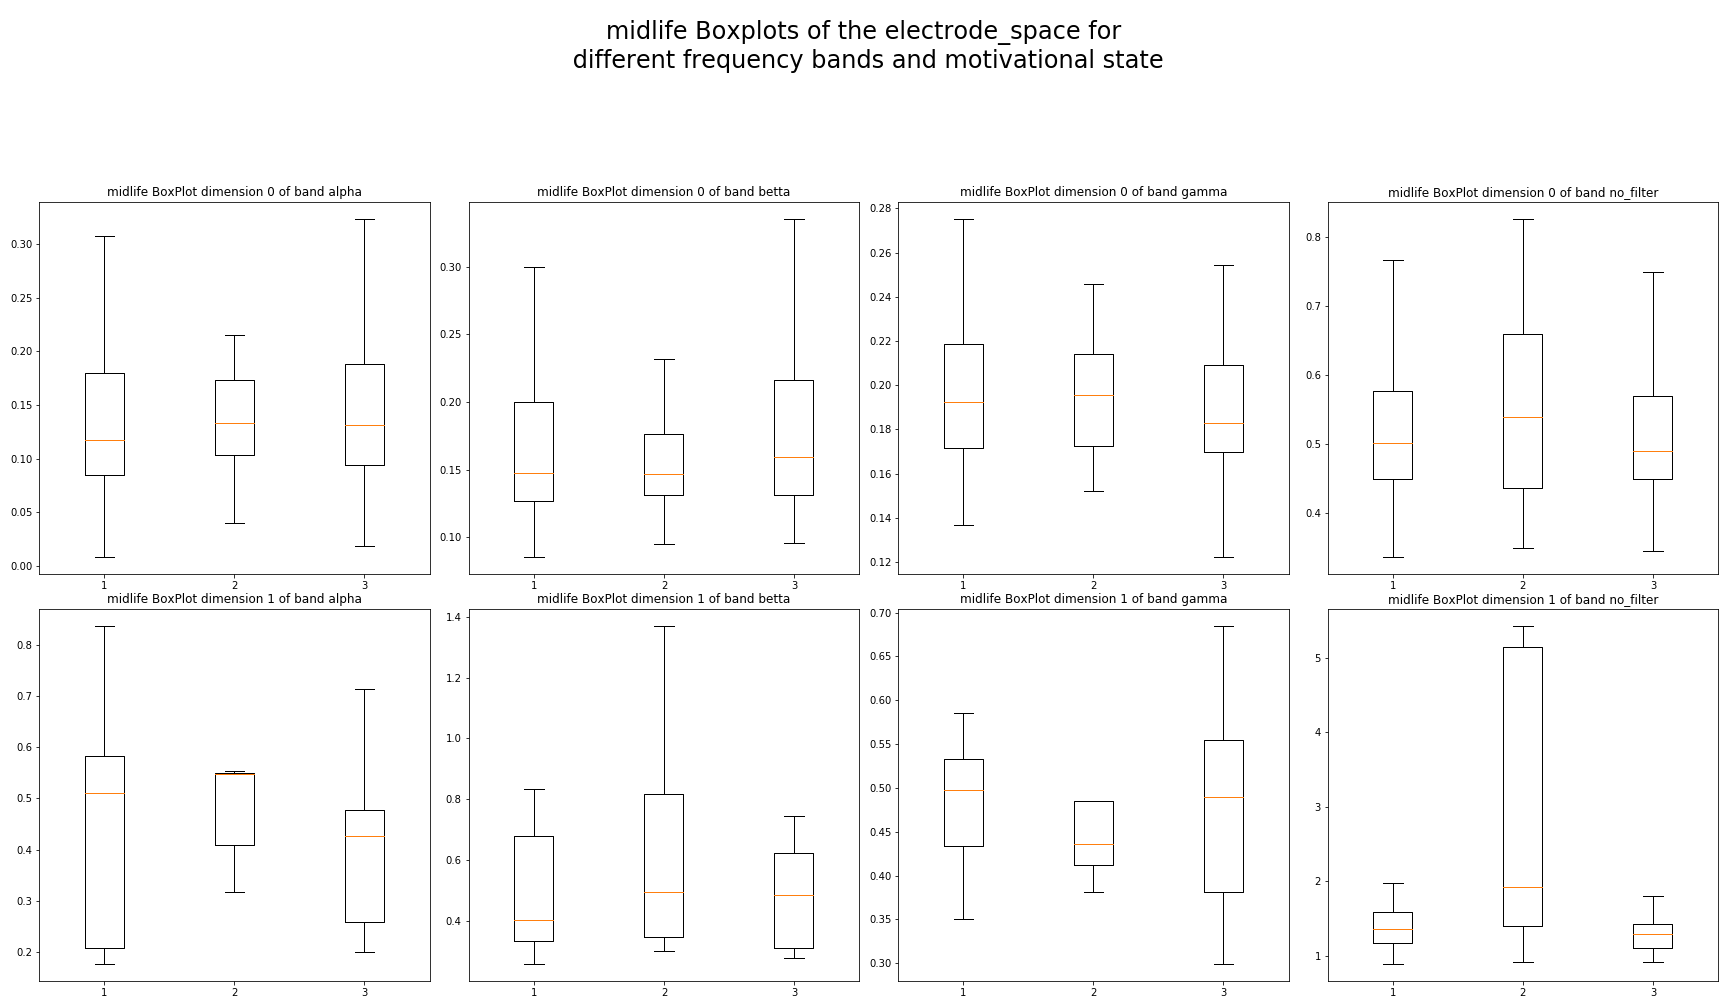 midlife Boxplots of the electrode_space for
different frequency bands and motivational state
midlife BoxPlot dimension 0 of band alpha
0.30
0.25
0.20
0.15
0.10
0.05
0.00
1 2 3
midlife BoxPlot dimension 0 of band betta
0.30
0.25
0.20
0.15
0.10
1 2 3
midlife BoxPlot dimension 0 of band gamma
0.28
0.26
0.24
0.22
0.20
0.18
0.16
0.14
0.12
1 2 3
midlife BoxPlot dimension 0 of band no_filter
0.8
0.7
0.6
0.5
0.4
1 2 3
midlife BoxPlot dimension 1 of band alpha
0.8
0.7
0.6
0.5
0.4
0.3
0.2
1 2 3
midlife BoxPlot dimension 1 of band betta
1.4
1.2
1.0
0.8
0.6
0.4
1 2 3
midlife BoxPlot dimension 1 of band gamma
0.70
0.65
0.60
0.55
0.50
0.45
0.40
0.35
0.30
1 2 3
midlife BoxPlot dimension 1 of band no_filter
5
4
3
2
1
1 2 3